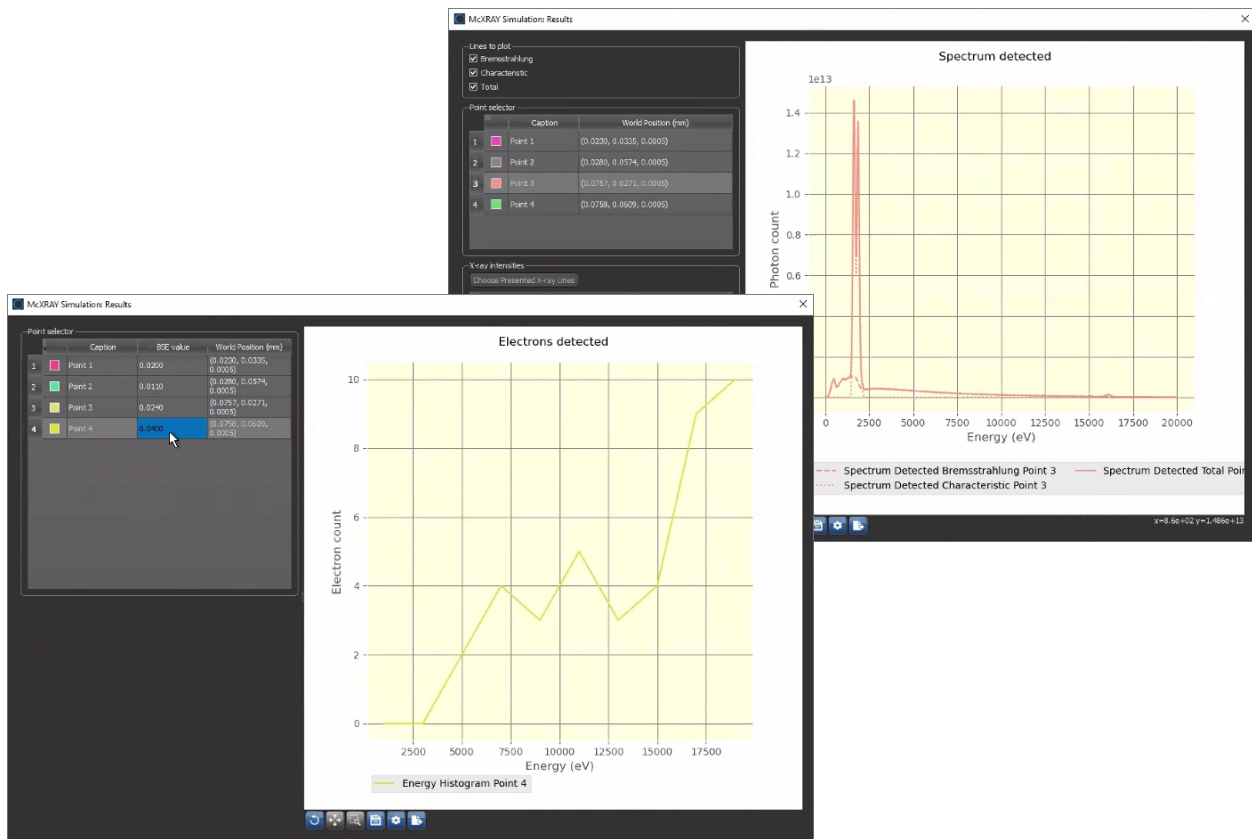 McXRAY Simulation: Results
Lines to plot
Bremsstrahlung
Characteristic
Total
Point selector
Caption World Position (mm)
1 Point 1 (0.0230, 0.0335, 0.0005)
2 Point 2 (0.0280, 0.0574, 0.0005)
3 Point 3 (0.0757, 0.0271, 0.0005)
4 Point 4 (0.0758, 0.0609, 0.0005)
X-ray intensities
Choose Presented X-ray Lines
Spectrum detected
1e13
1.4
1.2
1.0
0.8
0.6
Photon count
0 2500 5000 7500 10000 12500 15000 17500 20000
Energy (eV)
Spectrum Detected Bremsstrahlung Point 3 Spectrum Detected Total Poin
Spectrum Detected Characteristic Point 3
x=8.6e+02 y=1.486e+13
McXRAY Simulation: Results
Point selector
Caption BSE value World Position (mm)
1 Point 1 0.0200 (0.0230, 0.0335,
0.0005)
2 Point 2 0.0110 (0.0280, 0.0574,
0.0005)
3 Point 3 0.0240 (0.0757, 0.0271,
0.0005)
4 Point 4 0.0400 (0.0758, 0.0609,
0.0005)
Electrons detected
10
8
6
4
2
0
Electron count
2500 5000 7500 10000 12500 15000 17500
Energy (eV)
Energy Histogram Point 4